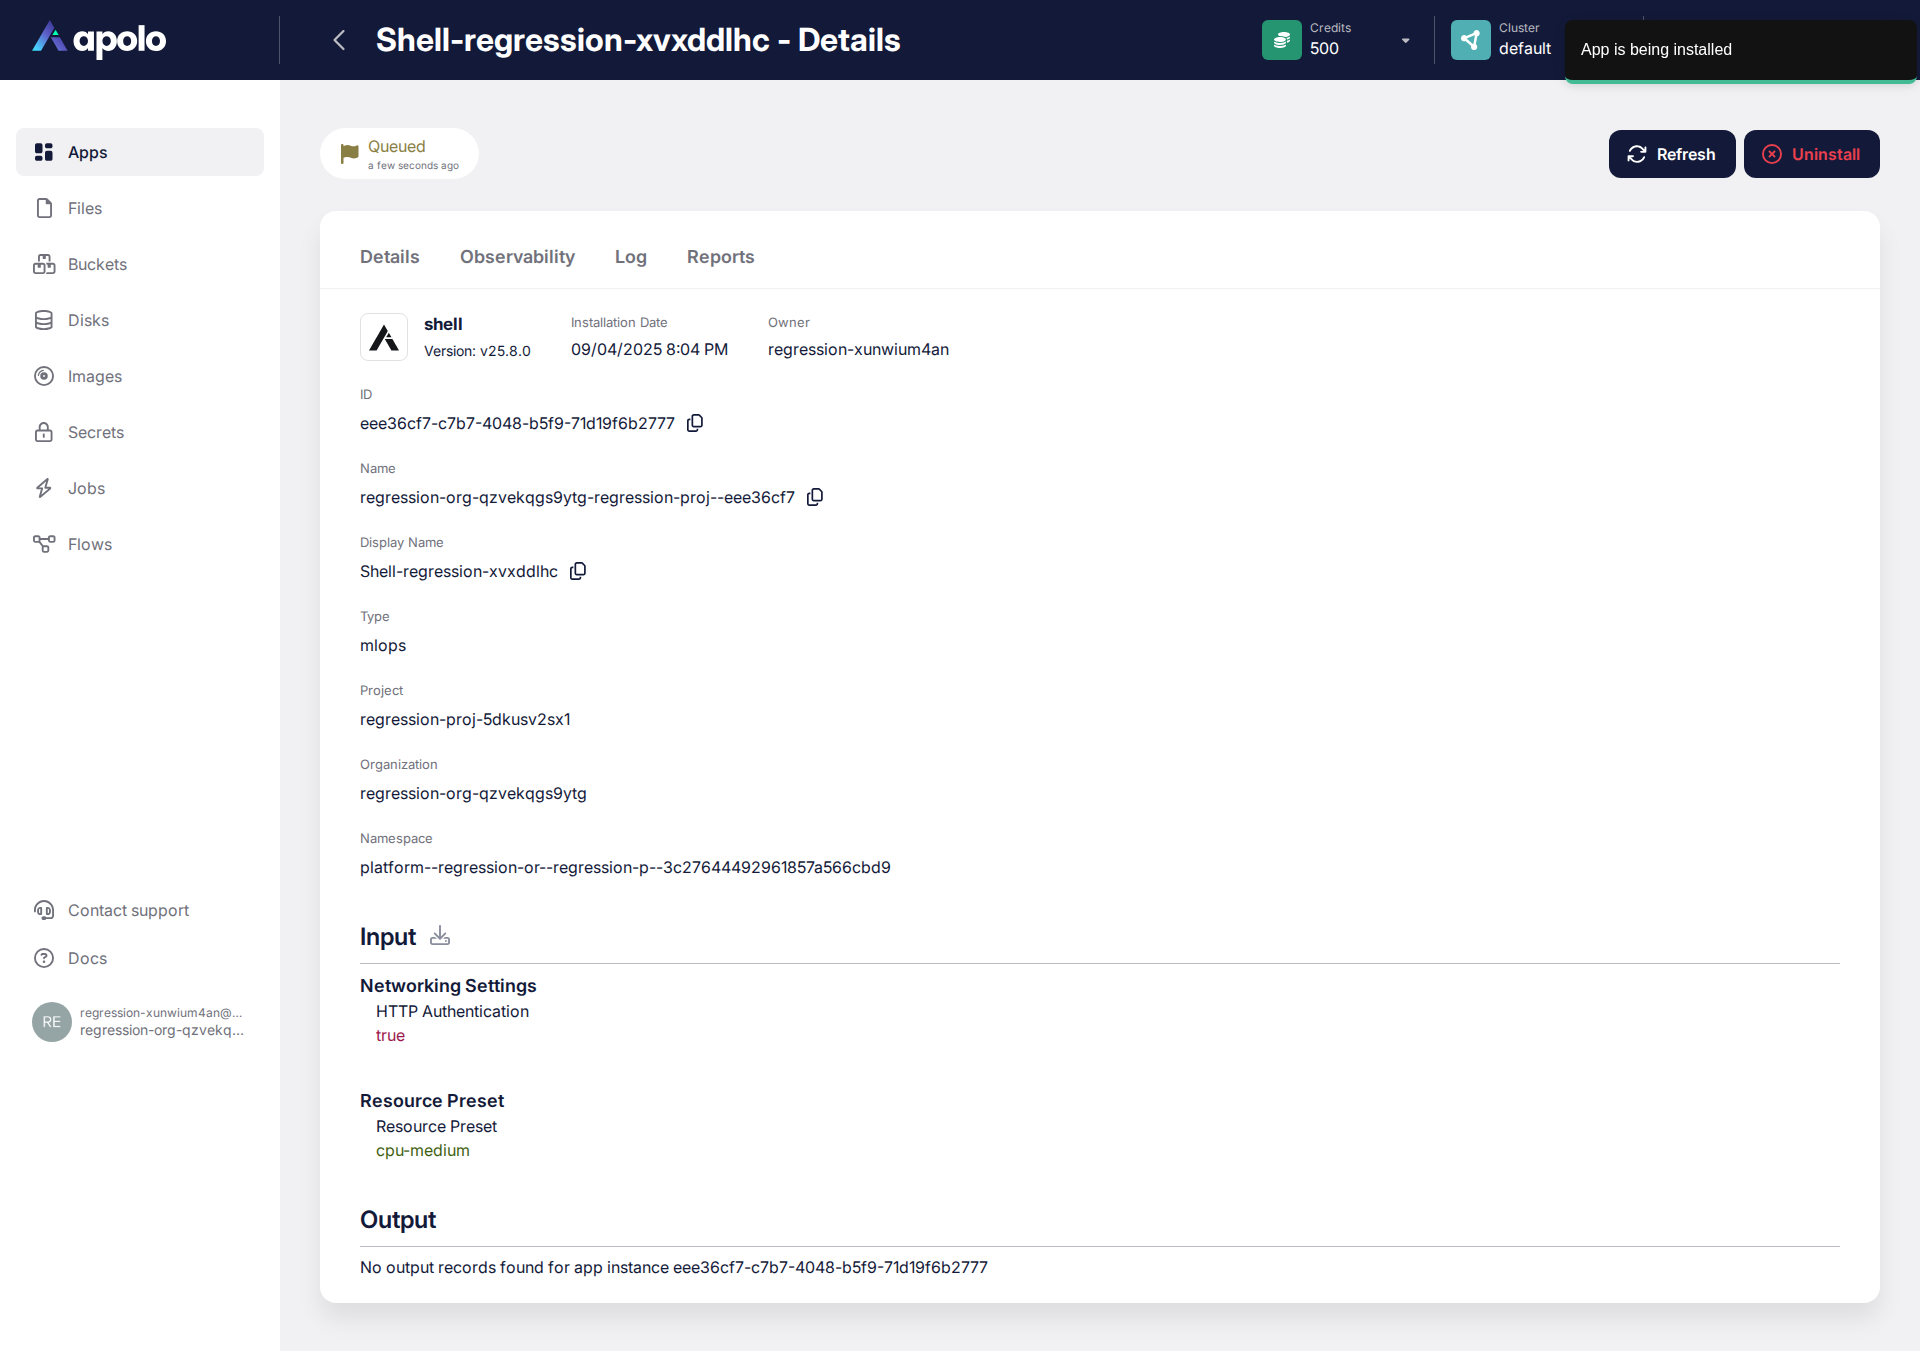 apolo
Shell-regression-xvxddlhc - Details
Credits
500
Cluster
default
App is being installed
Apps
Files
Buckets
Disks
Images
Secrets
Jobs
Flows
Contact support
Docs
RE
regression-xunwium4an@...
regression-org-qzvekq...
Queued
a few seconds ago
Refresh
Uninstall
Details
Observability
Log
Reports
shell
Version: v25.8.0
Installation Date
09/04/2025 8:04 PM
Owner
regression-xunwium4an
ID
eee36cf7-c7b7-4048-b5f9-71d19f6b2777
Name
regression-org-qzvekqgs9ytg-regression-proj--eee36cf7
Display Name
Shell-regression-xvxddlhc
Type
mlops
Project
regression-proj-5dkusv2sx1
Organization
regression-org-qzvekqgs9ytg
Namespace
platform--regression-or--regression-p--3c27644492961857a566cbd9
Input
Networking Settings
HTTP Authentication
true
Resource Preset
Resource Preset
cpu-medium
Output
No output records found for app instance eee36cf7-c7b7-4048-b5f9-71d19f6b2777